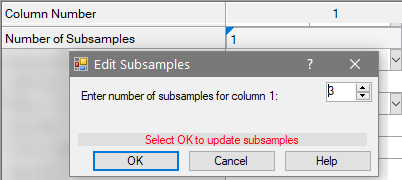 Column Number 1
Number of Subsamples 1
Edit Subsamples ? ×
Enter number of subsamples for column 1: 3
Select OK to update subsamples
OK Cancel Help